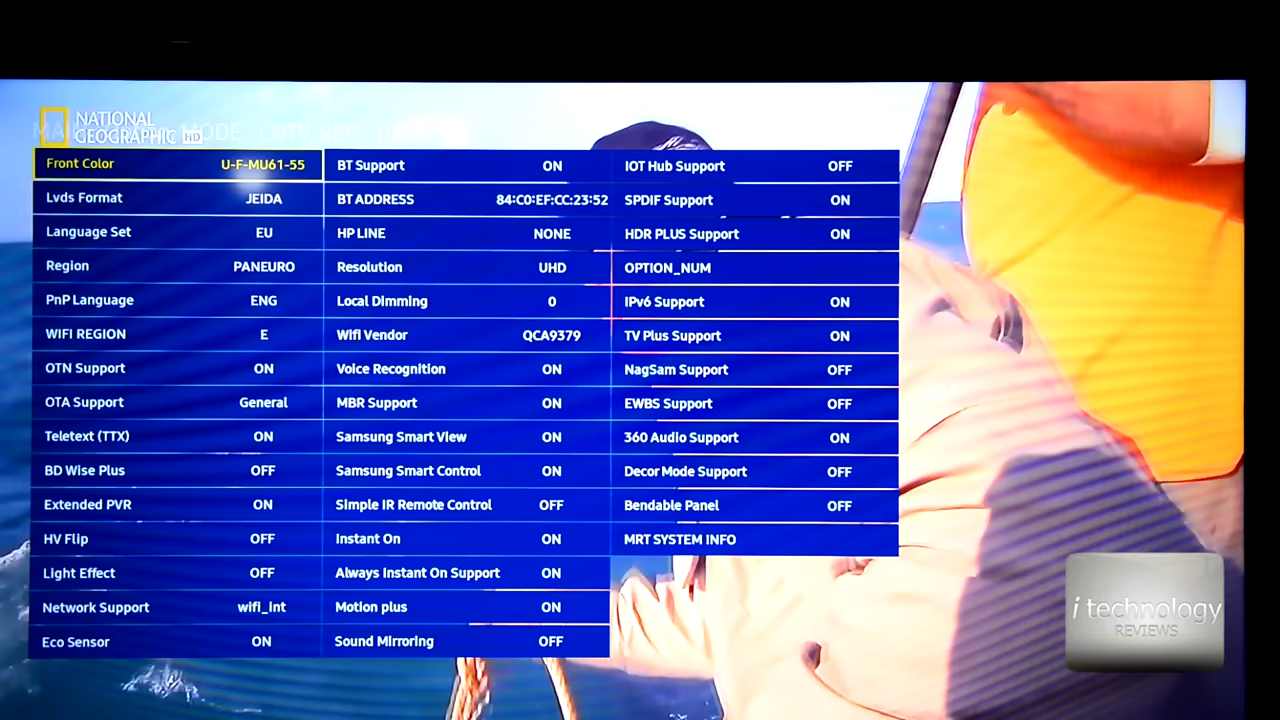 NATIONAL
GEOGRAPHIC HD
Front Color U-F-MU61-55
Lvds Format JEIDA
Language Set EU
Region PANEURO
PnP Language ENG
WIFI REGION E
OTN Support ON
OTA Support General
Teletext (TTX) ON
BD Wise Plus OFF
Extended PVR ON
HV Flip OFF
Light Effect OFF
Network Support wifi_int
Eco Sensor ON
BT Support ON
BT ADDRESS 84:C0:EF:CC:23:52
HP LINE NONE
Resolution UHD
Local Dimming 0
Wifi Vendor QCA9379
Voice Recognition ON
MBR Support ON
Samsung Smart View ON
Samsung Smart Control ON
Simple IR Remote Control OFF
Instant On ON
Always Instant On Support ON
Motion plus ON
Sound Mirroring OFF
IOT Hub Support OFF
SPDIF Support ON
HDR PLUS Support ON
OPTION_NUM
IPv6 Support ON
TV Plus Support ON
NagSam Support OFF
EWBS Support OFF
360 Audio Support ON
Decor Mode Support OFF
Bendable Panel OFF
MRT SYSTEM INFO
i technology
REVIEWS